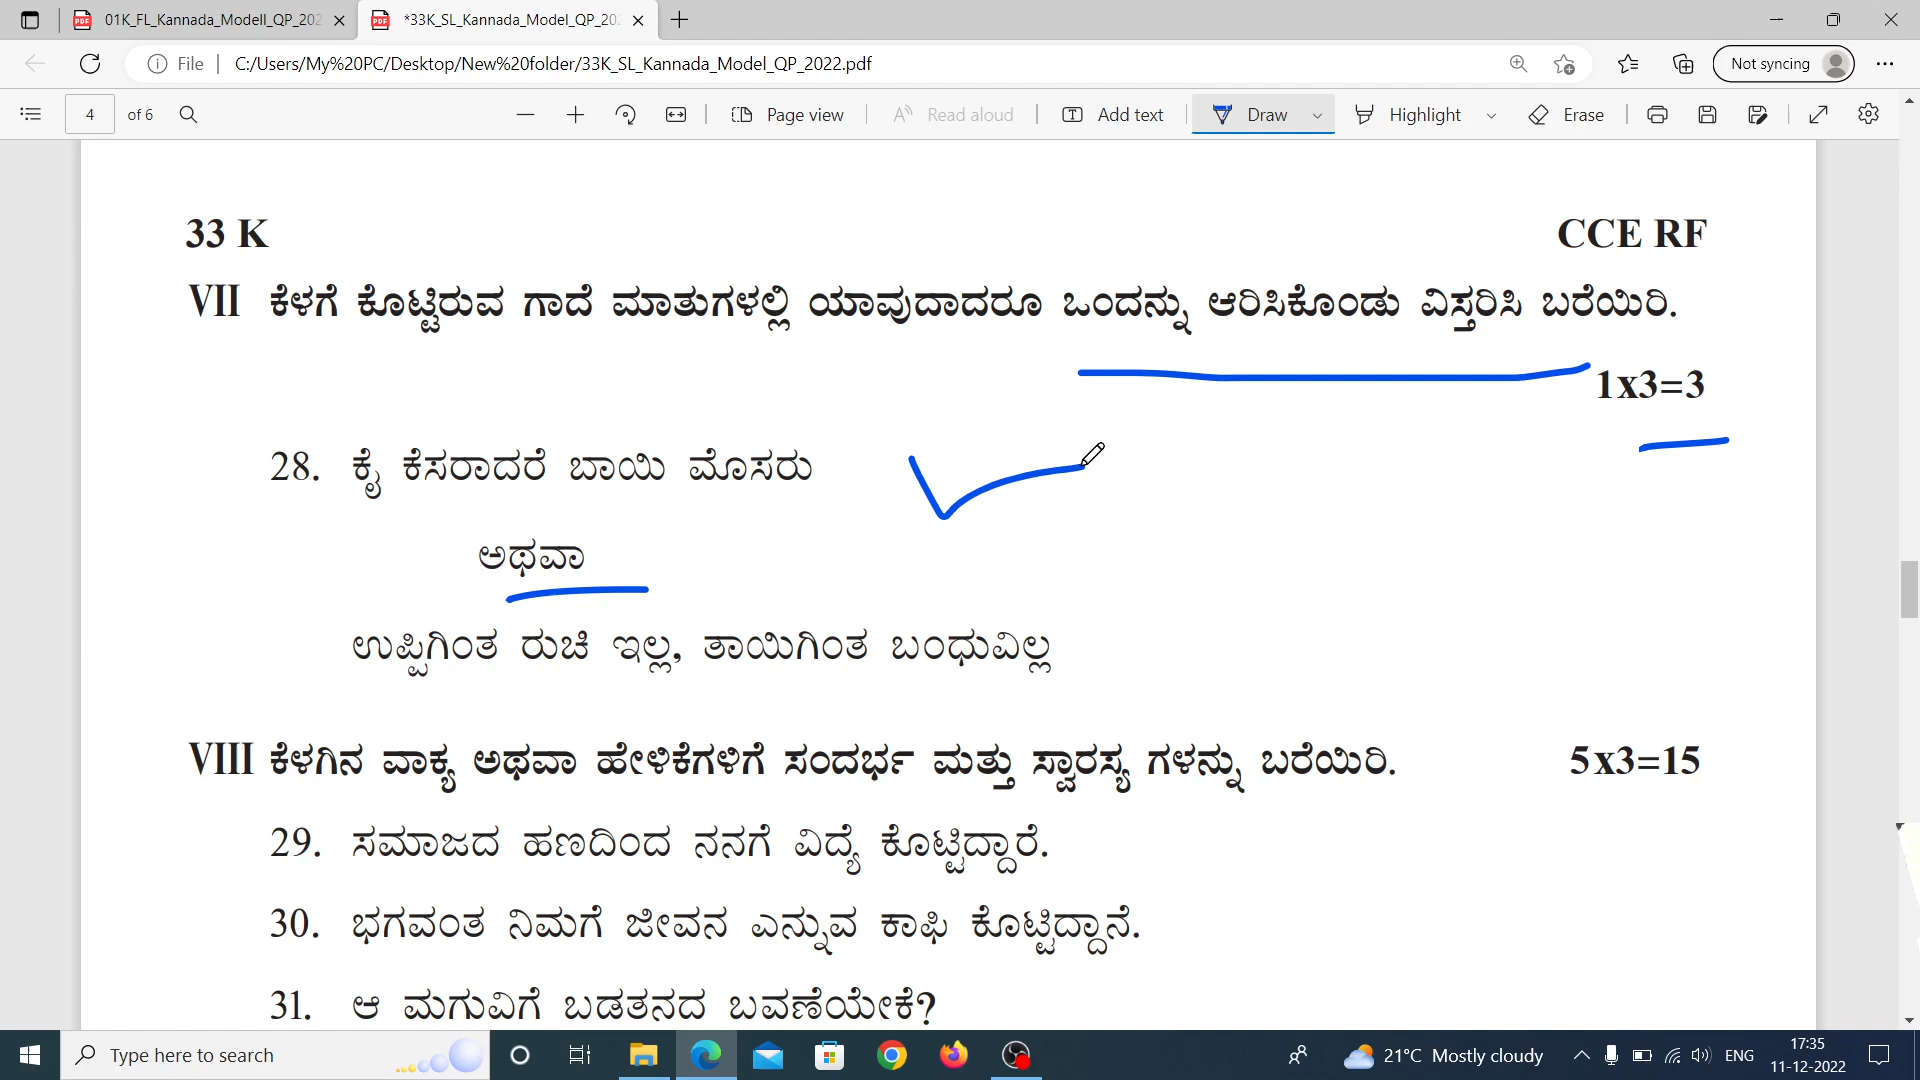 01K_FL_Kannada_Modell_QP_202
*33K_SL_Kannada_Model_QP_20
File
C:/Users/My%20PC/Desktop/New%20folder/33K_SL_Kannada_Model_QP_2022.pdf
Not syncing
4 of 6
Page view
Read aloud
Add text
Draw
Highlight
Erase
33 K
CCE RF
VII ಕೆಳಗೆ ಕೊಟ್ಟಿರುವ ಗಾದೆ ಮಾತುಗಳಲ್ಲಿ ಯಾವುದಾದರೂ ಒಂದನ್ನು ಆರಿಸಿಕೊಂಡು ವಿಸ್ತರಿಸಿ ಬರೆಯಿರಿ.
1x3=3
28. ಕೈ ಕೆಸರಾದರೆ ಬಾಯಿ ಮೊಸರು
ಅಥವಾ
ಉಪ್ಪಿಗಿಂತ ರುಚಿ ಇಲ್ಲ, ತಾಯಿಗಿಂತ ಬಂಧುವಿಲ್ಲ
VIII ಕೆಳಗಿನ ವಾಕ್ಯ ಅಥವಾ ಹೇಳಿಕೆಗಳಿಗೆ ಸಂದರ್ಭ ಮತ್ತು ಸ್ವಾರಸ್ಯ ಗಳನ್ನು ಬರೆಯಿರಿ. 5x3=15
29. ಸಮಾಜದ ಹಣದಿಂದ ನನಗೆ ವಿದ್ಯೆ ಕೊಟ್ಟಿದ್ದಾರೆ.
30. ಭಗವಂತ ನಿಮಗೆ ಜೀವನ ಎನ್ನುವ ಕಾಫಿ ಕೊಟ್ಟಿದ್ದಾನೆ.
31. ಆ ಮಗುವಿಗೆ ಬಡತನದ ಬವಣೆಯೇಕೆ?
Type here to search
21°C Mostly cloudy
ENG
17:35
11-12-2022